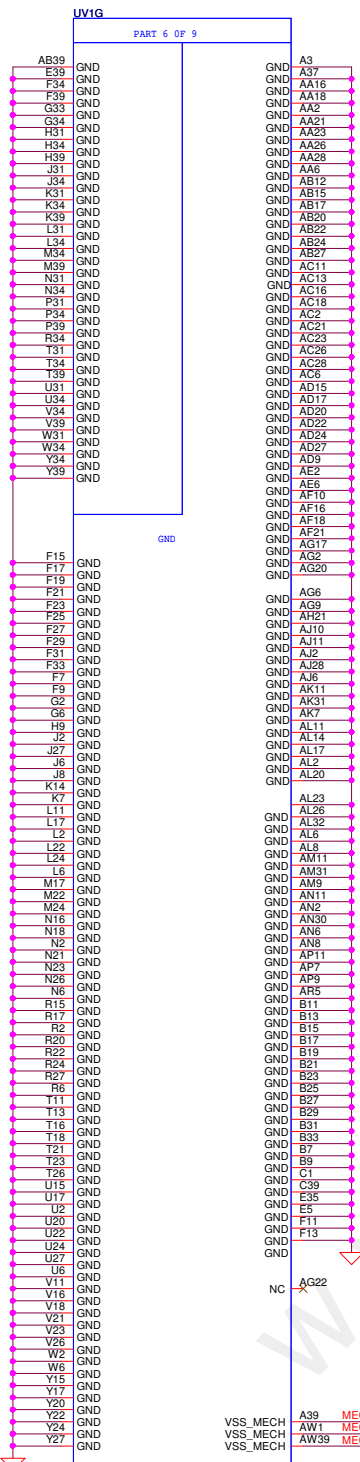 UV1G
PART 6 0F 9
AB39 GND
E39 GND
F34 GND
F39 GND
G33 GND
G34 GND
H31 GND
H34 GND
H39 GND
J31 GND
J34 GND
K31 GND
K34 GND
K39 GND
L31 GND
L34 GND
M34 GND
M39 GND
N31 GND
N34 GND
P31 GND
P34 GND
P39 GND
R34 GND
T31 GND
T34 GND
T39 GND
U31 GND
U34 GND
V34 GND
V39 GND
W31 GND
W34 GND
Y34 GND
Y39 GND
GND
F15 GND
F17 GND
F19 GND
F21 GND
F23 GND
F25 GND
F27 GND
F29 GND
F31 GND
F33 GND
F7 GND
F9 GND
G2 GND
G6 GND
H9 GND
J2 GND
J27 GND
J6 GND
J8 GND
K14 GND
K7 GND
L11 GND
L17 GND
L2 GND
L22 GND
L24 GND
L6 GND
M17 GND
M22 GND
M24 GND
N16 GND
N18 GND
N2 GND
N21 GND
N23 GND
N26 GND
N6 GND
R15 GND
R17 GND
R2 GND
R20 GND
R22 GND
R24 GND
R27 GND
R6 GND
T11 GND
T13 GND
T16 GND
T18 GND
T21 GND
T23 GND
T26 GND
U15 GND
U17 GND
U2 GND
U20 GND
U22 GND
U24 GND
U27 GND
U6 GND
V11 GND
V16 GND
V18 GND
V21 GND
V23 GND
V26 GND
W2 GND
W6 GND
Y15 GND
Y17 GND
Y20 GND
Y22 GND
Y24 GND
Y27 GND
GND A3
GND A37
GND AA16
GND AA18
GND AA2
GND AA21
GND AA23
GND AA26
GND AA28
GND AA6
GND AB12
GND AB15
GND AB17
GND AB20
GND AB22
GND AB24
GND AB27
GND AC11
GND AC13
GND AC16
GND AC18
GND AC2
GND AC21
GND AC23
GND AC26
GND AC28
GND AC6
GND AD15
GND AD17
GND AD20
GND AD22
GND AD24
GND AD27
GND AD9
GND AE2
GND AE6
GND AF10
GND AF16
GND AF18
GND AF21
GND AG17
GND AG2
GND AG20
GND AG6
GND AG9
GND AH21
GND AJ10
GND AJ11
GND AJ2
GND AJ28
GND AJ6
GND AK11
GND AK31
GND AK7
GND AL11
GND AL14
GND AL17
GND AL2
GND AL20
AL23
GND AL26
GND AL32
GND AL6
GND AL8
GND AM11
GND AM31
GND AM9
GND AN11
GND AN2
GND AN30
GND AN6
GND AN8
GND AP11
GND AP7
GND AP9
GND AR5
GND B11
GND B13
GND B15
GND B17
GND B19
GND B21
GND B23
GND B25
GND B27
GND B29
GND B31
GND B33
GND B7
GND B9
GND C1
GND C39
GND E35
GND E5
GND F11
GND F13
GND
NC AG22
VSS_MECH A39
VSS_MECH AW1
VSS_MECH AW39